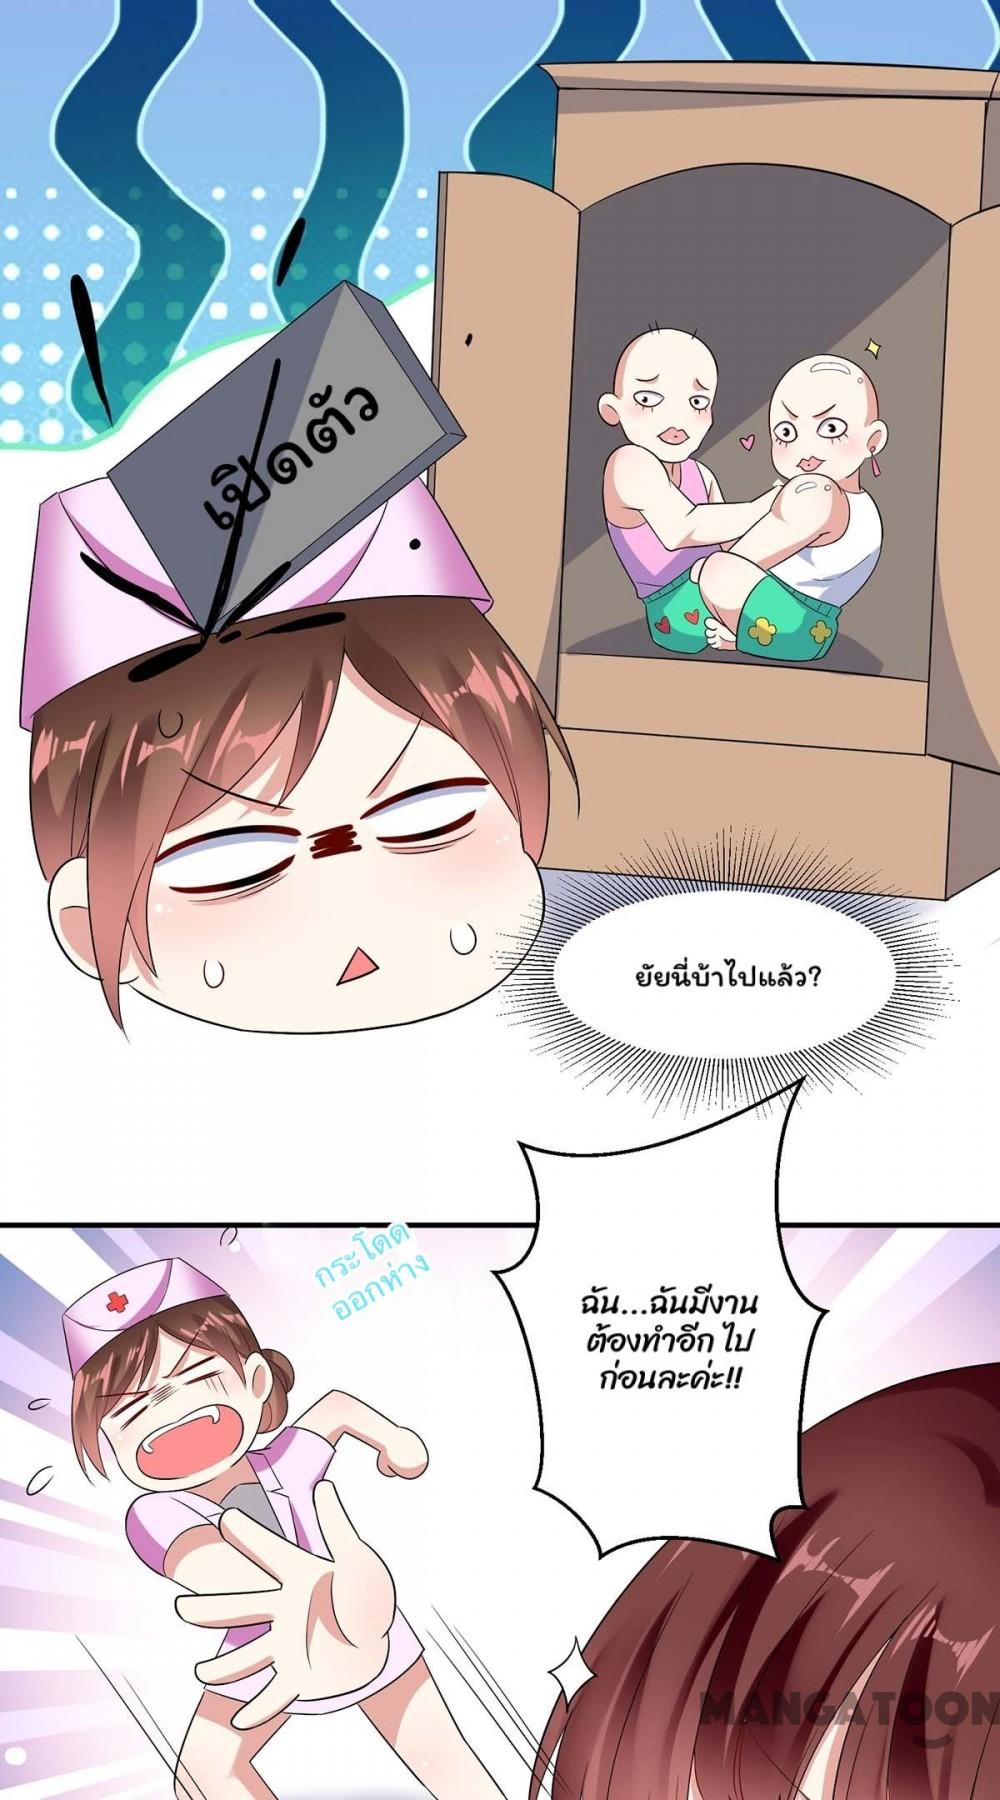 เปิดตัว
ยัยนี่บ้าไปแล้ว?
กระโดด
ออกห่าง
ฉัน...ฉันมีงาน
ต้องทำอีก ไป
ก่อนละค่ะ!!
MANGATOON